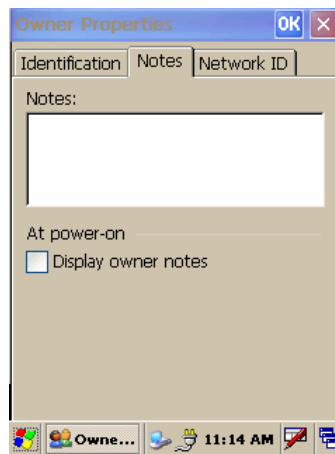 Owner Properties OK
Identification Notes Network ID
Notes:
At power-on
Display owner notes
Owne... 11:14 AM